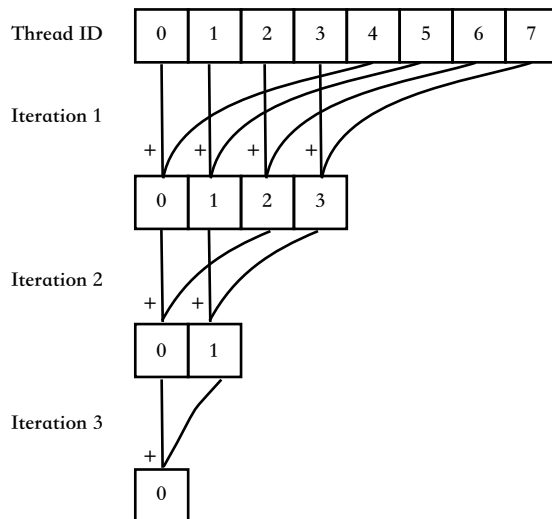 Thread ID 0 1 2 3 4 5 6 7
Iteration 1
+ + + +
0 1 2 3
Iteration 2
+ +
0 1
Iteration 3
+
0